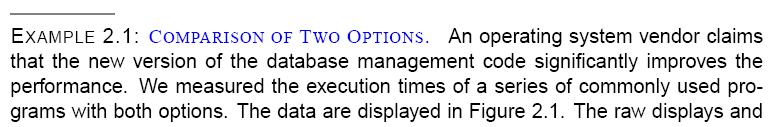 EXAMPLE 2.1: COMPARISON OF TWO OPTIONS. An operating system vendor claims
that the new version of the database management code significantly improves the
performance. We measured the execution times of a series of commonly used pro-
grams with both options. The data are displayed in Figure 2.1. The raw displays and